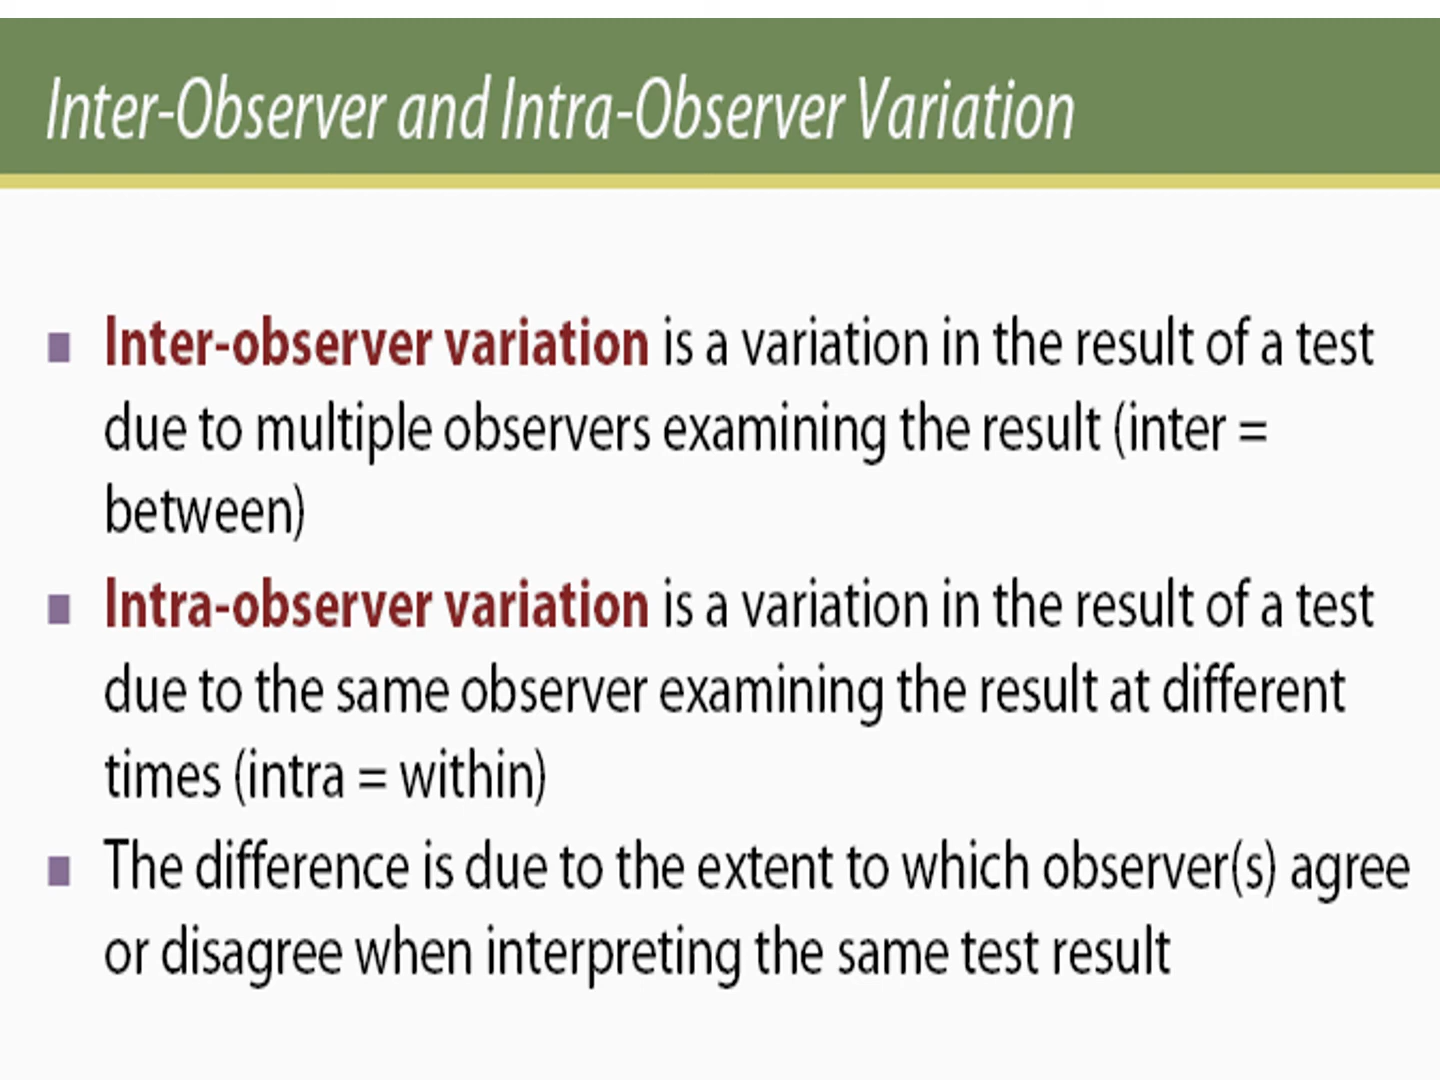 Inter-Observer and Intra-Observer Variation
Inter-observer variation is a variation in the result of a test
due to multiple observers examining the result (inter =
between)
Intra-observer variation is a variation in the result of a test
due to the same observer examining the result at different
times (intra = within)
The difference is due to the extent to which observer(s) agree
or disagree when interpreting the same test result